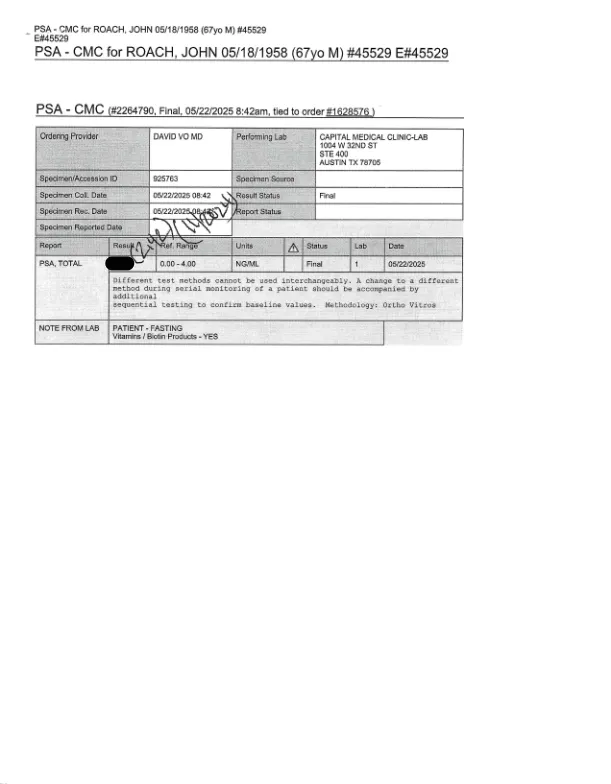 PSA - CMC for ROACH, JOHN 05/18/1958 (67yo M) #45529
E#45529
PSA - CMC for ROACH, JOHN 05/18/1958 (67yo M) #45529 E#45529
PSA - CMC (#2264790, Final, 05/22/2025 8:42am, tied to order #1628576 )
Ordering Provider DAVID VO MD Performing Lab CAPITAL MEDICAL CLINIC-LAB
1004 W 32ND ST
STE 400
AUSTIN TX 78705
Specimen/Accession ID 925763 Specimen Source
Specimen Coll. Date 05/22/2025 08:42 Result Status Final
Specimen Rec. Date 05/22/2025 Report Status
Specimen Reported Date
Report Result Ref. Range Units Status Lab Date
PSA, TOTAL 0.00 - 4.00 NG/ML Final 1 05/22/2025
Different test methods cannot be used interchangeably. A change to a different
method during serial monitoring of a patient should be accompanied by
additional
sequential testing to confirm baseline values. Methodology: Ortho Vitros
NOTE FROM LAB PATIENT - FASTING
Vitamins / Biotin Products - YES